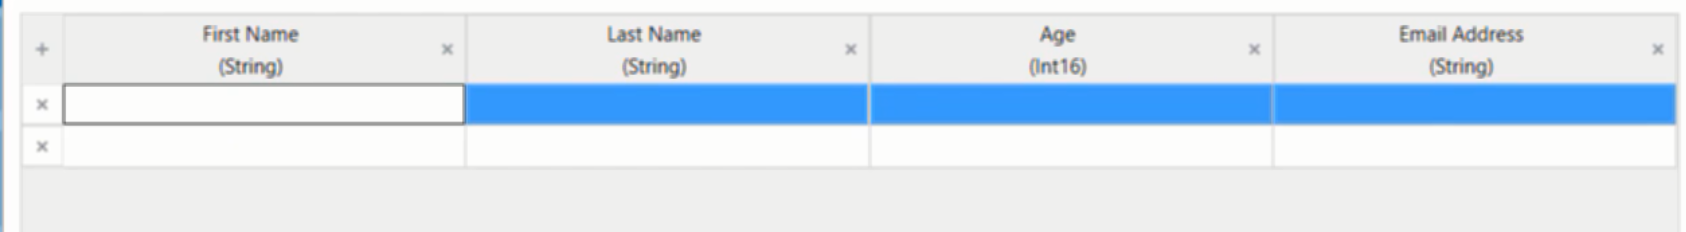 + First Name × Last Name × Age × Email Address ×
(String) (String) (Int16) (String)
×
×